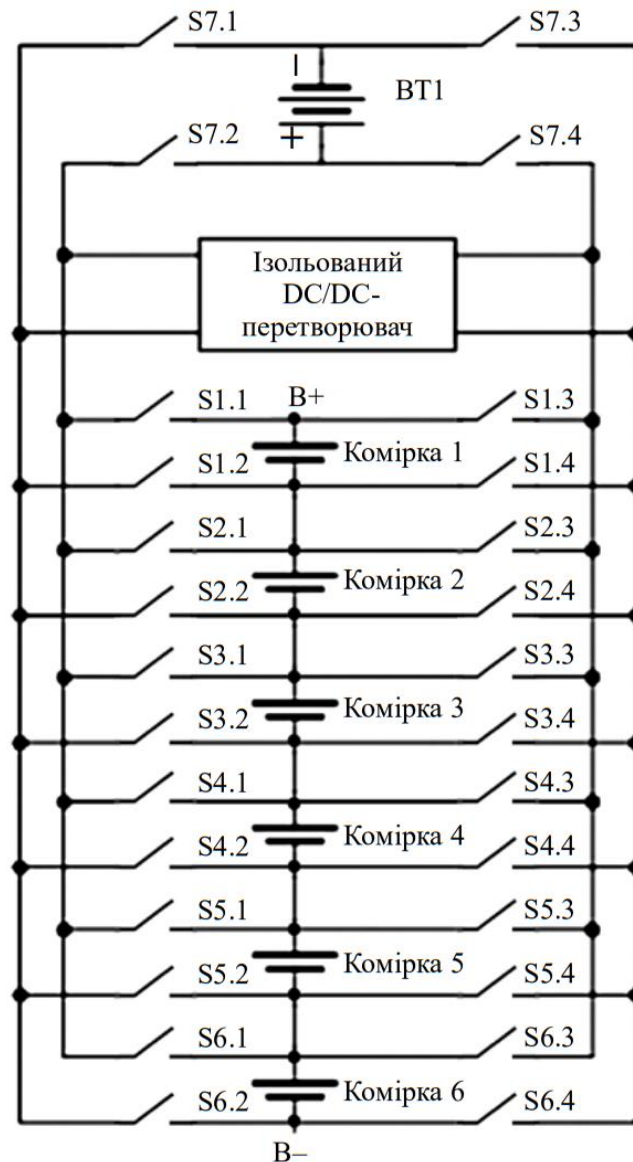 S7.1 S7.3
– BT1
S7.2 + S7.4
Ізольований
DC/DC-
перетворювач
B+
S1.1 S1.3
Комірка 1
S1.2 S1.4
S2.1 S2.3
Комірка 2
S2.2 S2.4
S3.1 S3.3
Комірка 3
S3.2 S3.4
S4.1 S4.3
Комірка 4
S4.2 S4.4
S5.1 S5.3
Комірка 5
S5.2 S5.4
S6.1 S6.3
Комірка 6
S6.2 S6.4
B–